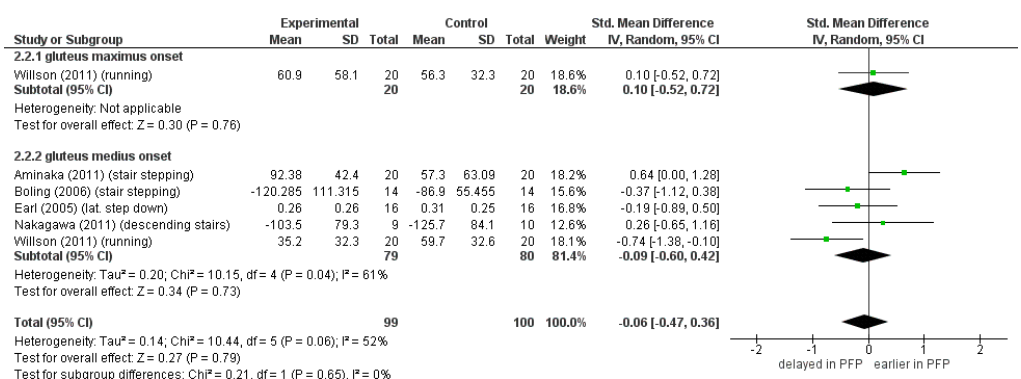 Experimental Control Std. Mean Difference Std. Mean Difference
Study or Subgroup Mean SD Total Mean SD Total Weight IV, Random, 95% CI IV, Random, 95% CI
2.2.1 gluteus maximus onset
Willson (2011) (running) 60.9 58.1 20 56.3 32.3 20 18.6% 0.10 [-0.52, 0.72]
Subtotal (95% CI) 20 20 18.6% 0.10 [-0.52, 0.72]
Heterogeneity: Not applicable
Test for overall effect: Z = 0.30 (P = 0.76)
2.2.2 gluteus medius onset
Aminaka (2011) (stair stepping) 92.38 42.4 20 57.3 63.09 20 18.2% 0.64 [0.00, 1.28]
Boling (2006) (stair stepping) -120.285 111.315 14 -86.9 55.455 14 15.6% -0.37 [-1.12, 0.38]
Earl (2005) (lat. step down) 0.26 0.26 16 0.31 0.25 16 16.8% -0.19 [-0.89, 0.50]
Nakagawa (2011) (descending stairs) -103.5 79.3 9 -125.7 84.1 10 12.6% 0.26 [-0.65, 1.16]
Willson (2011) (running) 35.2 32.3 20 59.7 32.6 20 18.1% -0.74 [-1.38, -0.10]
Subtotal (95% CI) 79 80 81.4% -0.09 [-0.60, 0.42]
Heterogeneity: Tau² = 0.20; Chi² = 10.15, df = 4 (P = 0.04); I² = 61%
Test for overall effect: Z = 0.34 (P = 0.73)
Total (95% CI) 99 100 100.0% -0.06 [-0.47, 0.36]
Heterogeneity: Tau² = 0.14; Chi² = 10.44, df = 5 (P = 0.06); I² = 52%
Test for overall effect: Z = 0.27 (P = 0.79)
Test for subgroup differences: Chi² = 0.21, df = 1 (P = 0.65), I² = 0%
-2 -1 0 1 2
delayed in PFP earlier in PFP